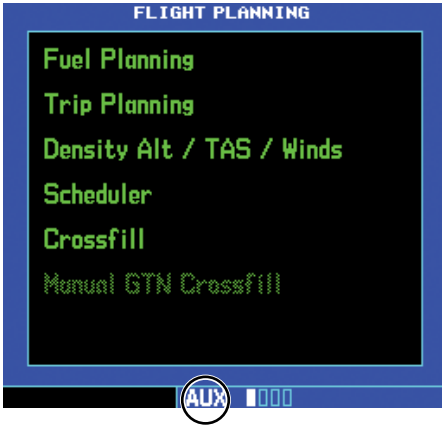 FLIGHT PLANNING
Fuel Planning
Trip Planning
Density Alt / TAS / Winds
Scheduler
Crossfill
Manual GTN Crossfill
AUX